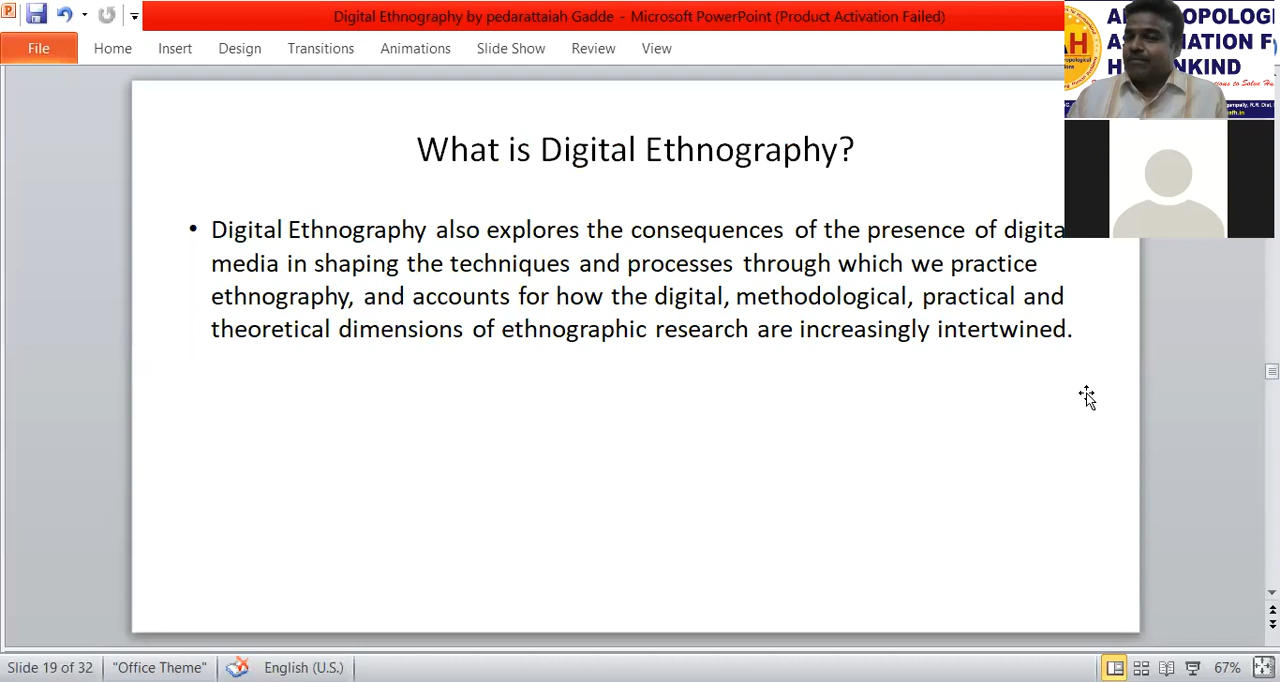 Digital Ethnography by pedarattaiah Gadde - Microsoft PowerPoint (Product Activation Failed)
File Home Insert Design Transitions Animations Slide Show Review View
HKIND
What is Digital Ethnography?
• Digital Ethnography also explores the consequences of the presence of digita
media in shaping the techniques and processes through which we practice
ethnography, and accounts for how the digital, methodological, practical and
theoretical dimensions of ethnographic research are increasingly intertwined.
Slide 19 of 32 "Office Theme" English (U.S.) 67%